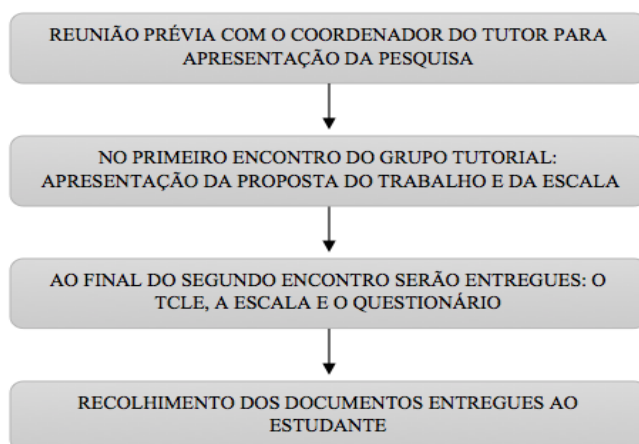 REUNIÃO PRÉVIA COM O COORDENADOR DO TUTOR PARA
APRESENTAÇÃO DA PESQUISA
NO PRIMEIRO ENCONTRO DO GRUPO TUTORIAL:
APRESENTAÇÃO DA PROPOSTA DO TRABALHO E DA ESCALA
AO FINAL DO SEGUNDO ENCONTRO SERÃO ENTREGUES: O
TCLE, A ESCALA E O QUESTIONÁRIO
RECOLHIMENTO DOS DOCUMENTOS ENTREGUES AO
ESTUDANTE